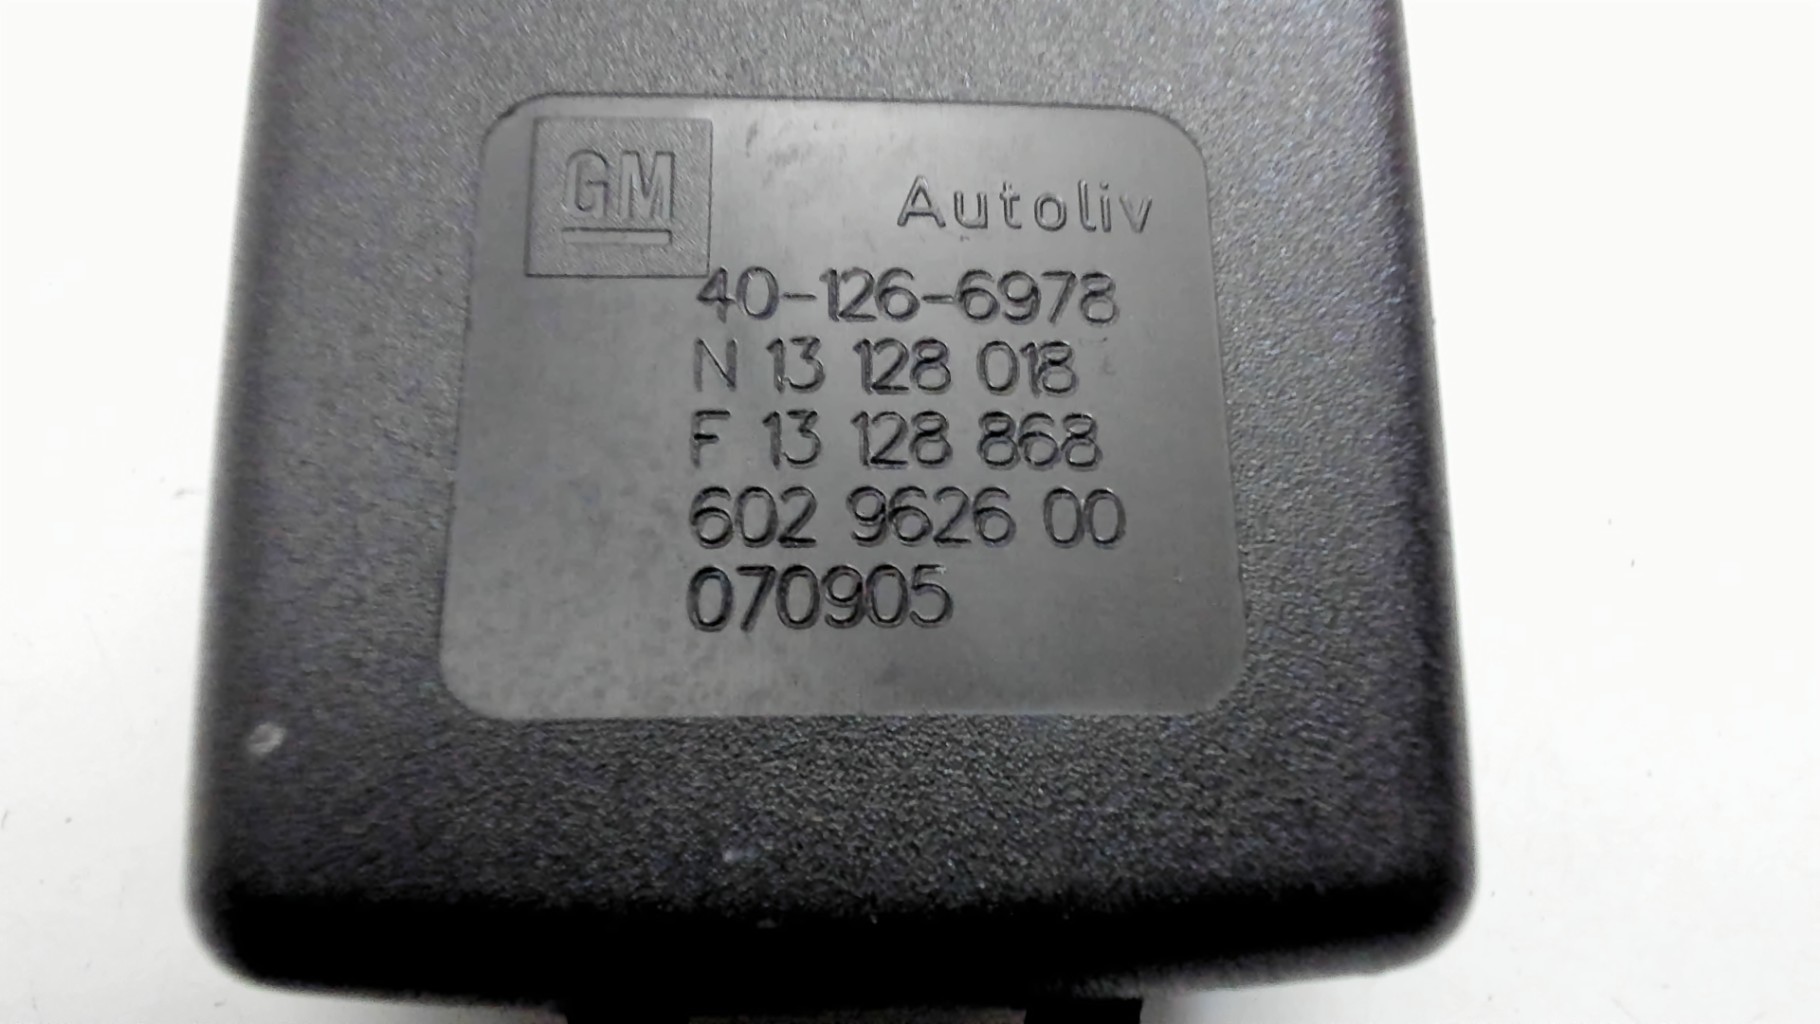 GM
Autoliv
40-126-6978
N 13 128 018
F 13 128 868
602 9626 00
070905